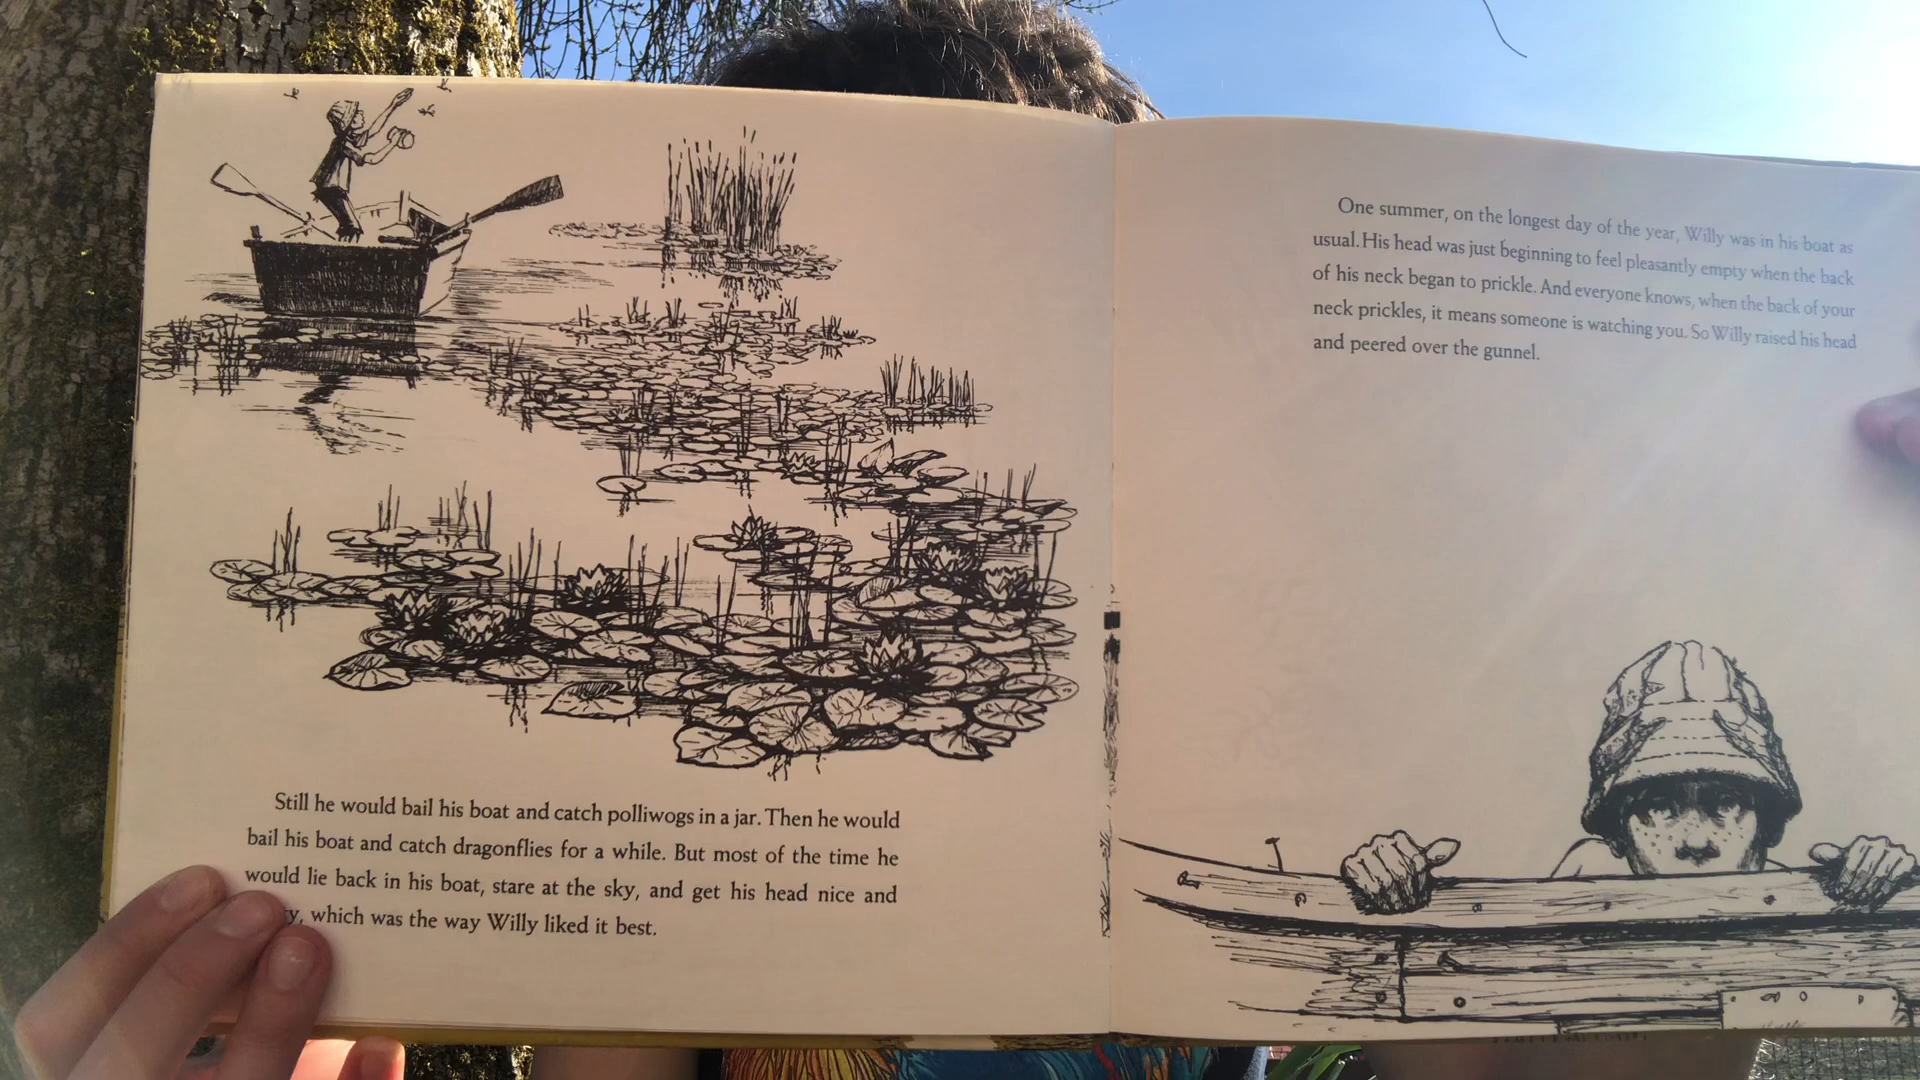 Still he would bail his boat and catch polliwogs in a jar. Then he would
bail his boat and catch dragonflies for a while. But most of the time he
would lie back in his boat, stare at the sky, and get his head nice and
which was the way Willy liked it best.
One summer, on the longest day of the year, Willy was in his boat as
usual. His head was just beginning to feel pleasantly empty when the back
of his neck began to prickle. And everyone knows, when the back of your
neck prickles, it means someone is watching you. So Willy raised his head
and peered over the gunnel.